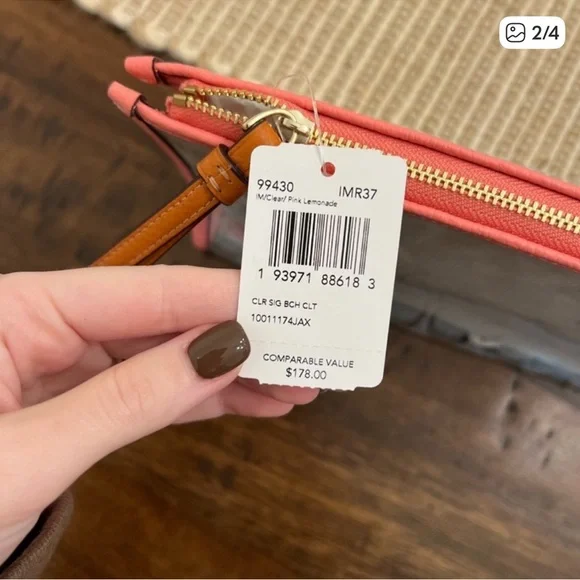 2/4
99430 IMR37
IM/Clear/ Pink Lemonade
1 93971 88618 3
CLR SIG BCH CLT
10011174JAX
COMPARABLE VALUE
$178.00